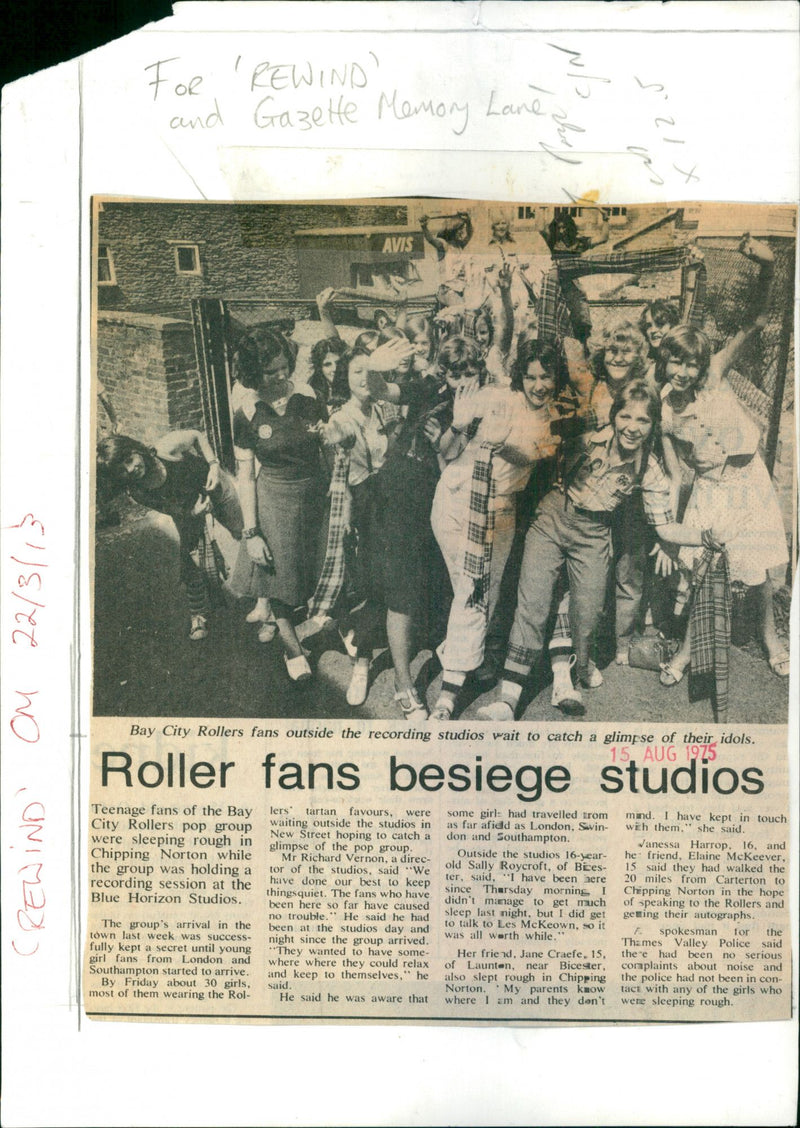 For 'REWIND'
and Gazette Memory Lane
'REWIND' ON 22/3/13
AVIS
Bay City Rollers fans outside the recording studios wait to catch a glimpse of their idols.
15 AUG 1975
Roller fans besiege studios
Teenage fans of the Bay
City Rollers pop group
were sleeping rough in
Chipping Norton while
the group was holding a
recording session at the
Blue Horizon Studios.
The group's arrival in the
town last week was success-
fully kept a secret until young
girl fans from London and
Southampton started to arrive.
By Friday about 30 girls,
most of them wearing the Rol-
lers' tartan favours, were
waiting outside the studios in
New Street hoping to catch a
glimpse of the pop group.
Mr Richard Vernon, a direc-
tor of the studios, said "We
have done our best to keep
thingsquiet. The fans who have
been here so far have caused
no trouble." He said he had
been at the studios day and
night since the group arrived.
"They wanted to have some-
where where they could relax
and keep to themselves," he
said.
He said he was aware that
some girls had travelled from
as far afield as London, Swin-
don and Southampton.
Outside the studios 16-year-
old Sally Roycroft, of Bices-
ter, said, "I have been here
since Thursday morning. I
didn't manage to get much
sleep last night, but I did get
to talk to Les McKeown, so it
was all worth while."
Her friend, Jane Craefe, 15,
of Launton, near Bicester,
also slept rough in Chipping
Norton. "My parents know
where I am and they don't
mind. I have kept in touch
with them," she said.
Vanessa Harrop, 16, and
her friend, Elaine McKeever,
15 said they had walked the
20 miles from Carterton to
Chipping Norton in the hope
of speaking to the Rollers and
getting their autographs.
A spokesman for the
Thames Valley Police said
there had been no serious
complaints about noise and
the police had not been in con-
tact with any of the girls who
were sleeping rough.